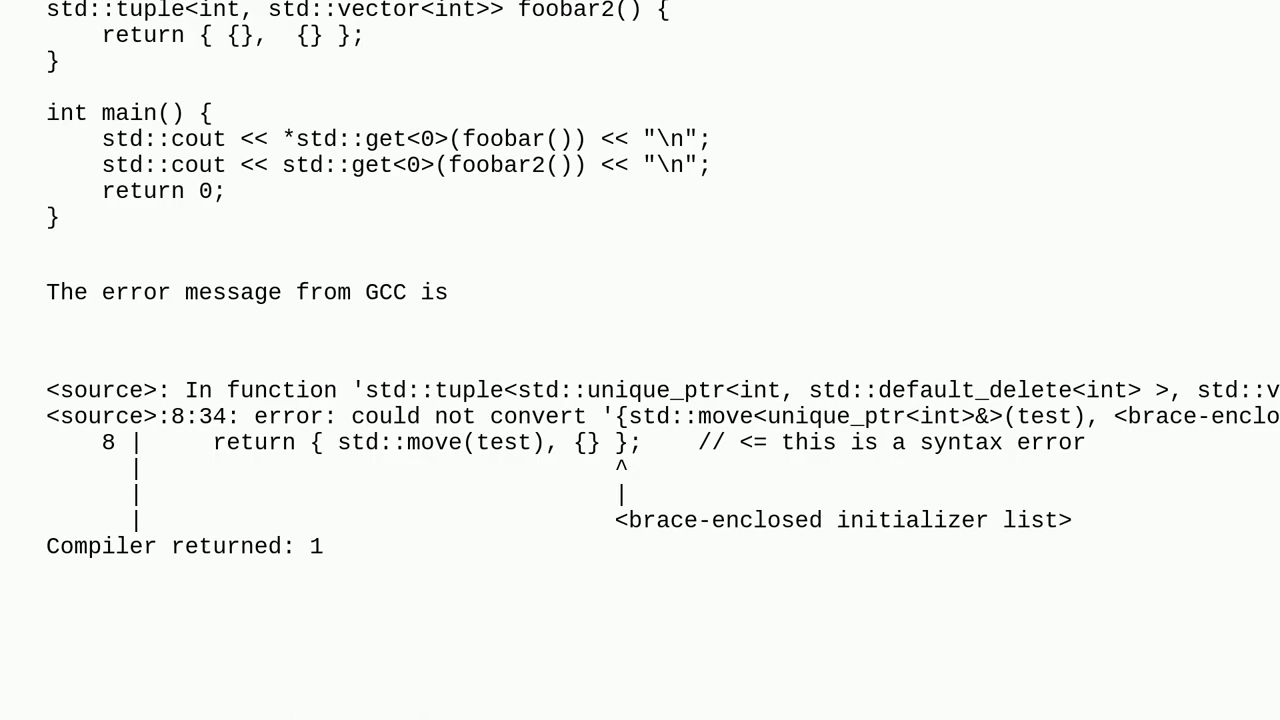 std::tuple<int, std::vector<int>> foobar2() {
    return { {},  {} };
}

int main() {
    std::cout << *std::get<0>(foobar()) << "\n";
    std::cout << std::get<0>(foobar2()) << "\n";
    return 0;
}

The error message from GCC is

<source>: In function 'std::tuple<std::unique_ptr<int, std::default_delete<int> >, std::v
<source>:8:34: error: could not convert '{std::move<unique_ptr<int>&>(test), <brace-enclo
    8 |     return { std::move(test), {} };    // <= this is a syntax error
      |                                  ^
      |                                  |
      |                                  <brace-enclosed initializer list>
Compiler returned: 1